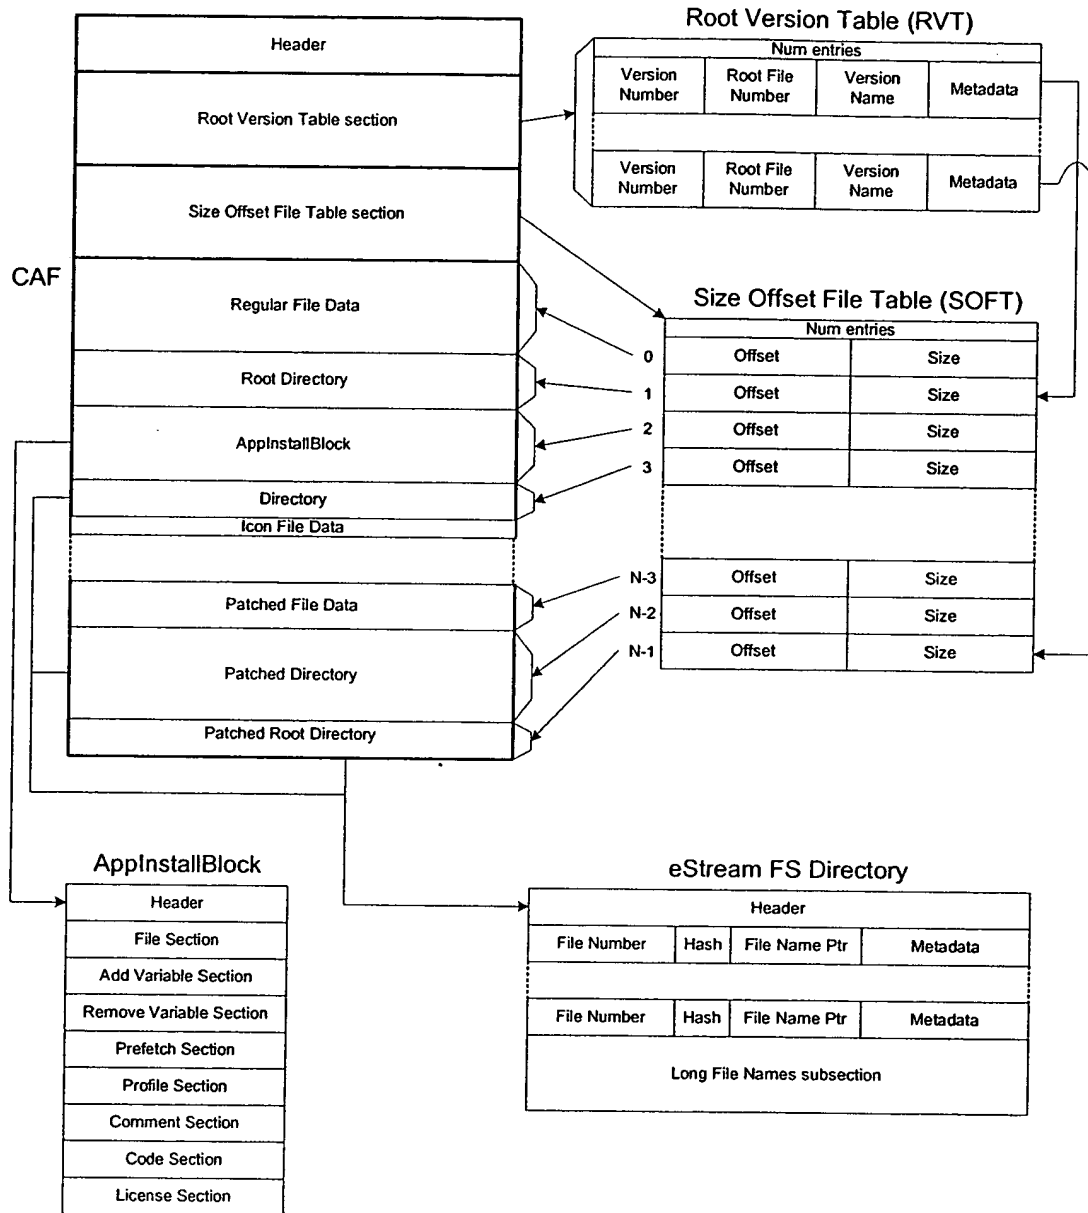 Root Version Table (RVT)
Num entries
Version Number
Root File Number
Version Name
Metadata
Version Number
Root File Number
Version Name
Metadata
CAF
Header
Root Version Table section
Size Offset File Table section
Regular File Data
Root Directory
AppInstallBlock
Directory
Icon File Data
Patched File Data
Patched Directory
Patched Root Directory
Size Offset File Table (SOFT)
Num entries
0 Offset Size
1 Offset Size
2 Offset Size
3 Offset Size
N-3 Offset Size
N-2 Offset Size
N-1 Offset Size
AppInstallBlock
Header
File Section
Add Variable Section
Remove Variable Section
Prefetch Section
Profile Section
Comment Section
Code Section
License Section
eStream FS Directory
Header
File Number Hash File Name Ptr Metadata
File Number Hash File Name Ptr Metadata
Long File Names subsection